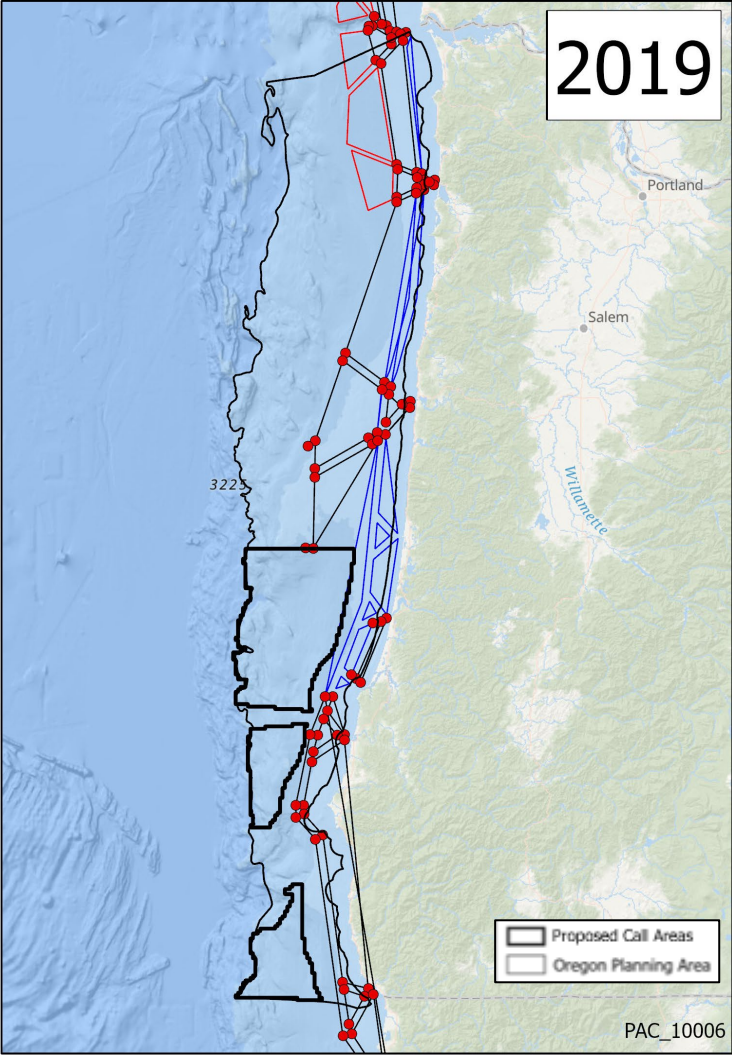 2019
Portland
Salem
3225
Willamette
Proposed Call Areas
Oregon Planning Area
PAC_10006